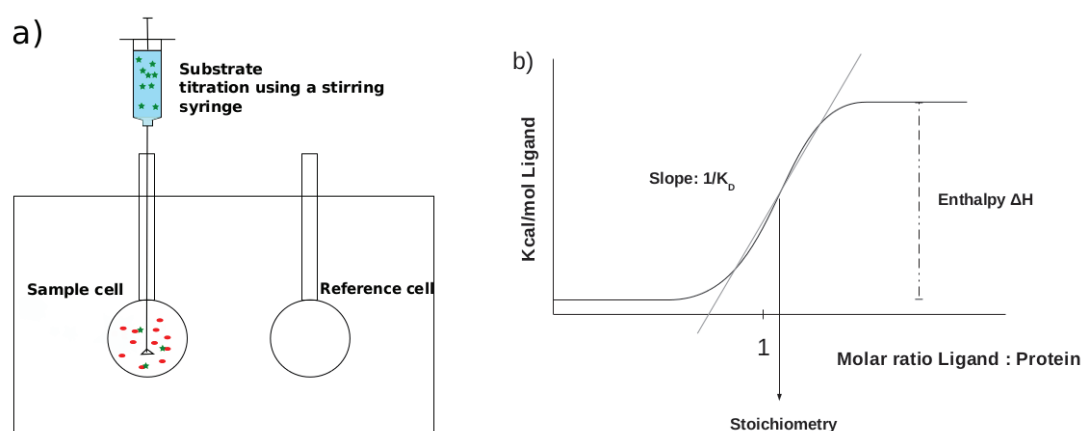 a)
Substrate
titration using a stirring
syringe
Sample cell
Reference cell
b)
Kcal/mol Ligand
Slope: 1/K_D
Enthalpy ΔH
1
Molar ratio Ligand : Protein
Stoichiometry